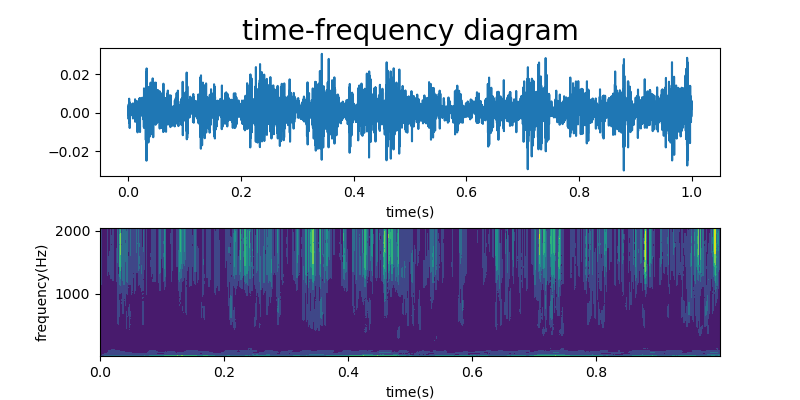 time-frequency diagram
0.02
0.00
−0.02
0.0 0.2 0.4 0.6 0.8 1.0
time(s)
2000
1000
frequency(Hz)
0.0 0.2 0.4 0.6 0.8
time(s)